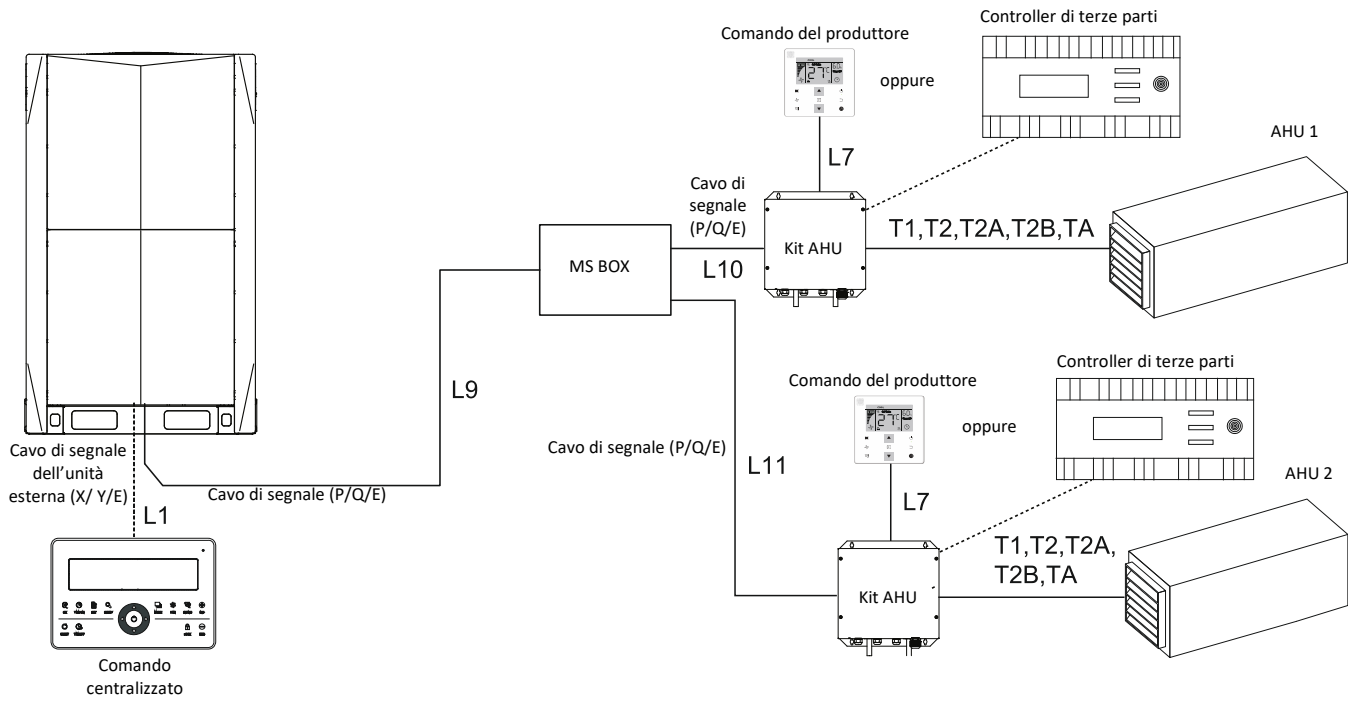 Controller di terze parti
Comando del produttore
oppure
27°C
AHU 1
L7
Cavo di
segnale
(P/Q/E)
T1,T2,T2A,T2B,TA
Kit AHU
MS BOX
L10
Controller di terze parti
Comando del produttore
L9
27°C
oppure
Cavo di segnale (P/Q/E)
L11
Cavo di segnale
dell'unità
esterna (X/ Y/E)
Cavo di segnale (P/Q/E)
L1
AHU 2
L7
T1,T2,T2A,
T2B,TA
Kit AHU
Comando
centralizzato